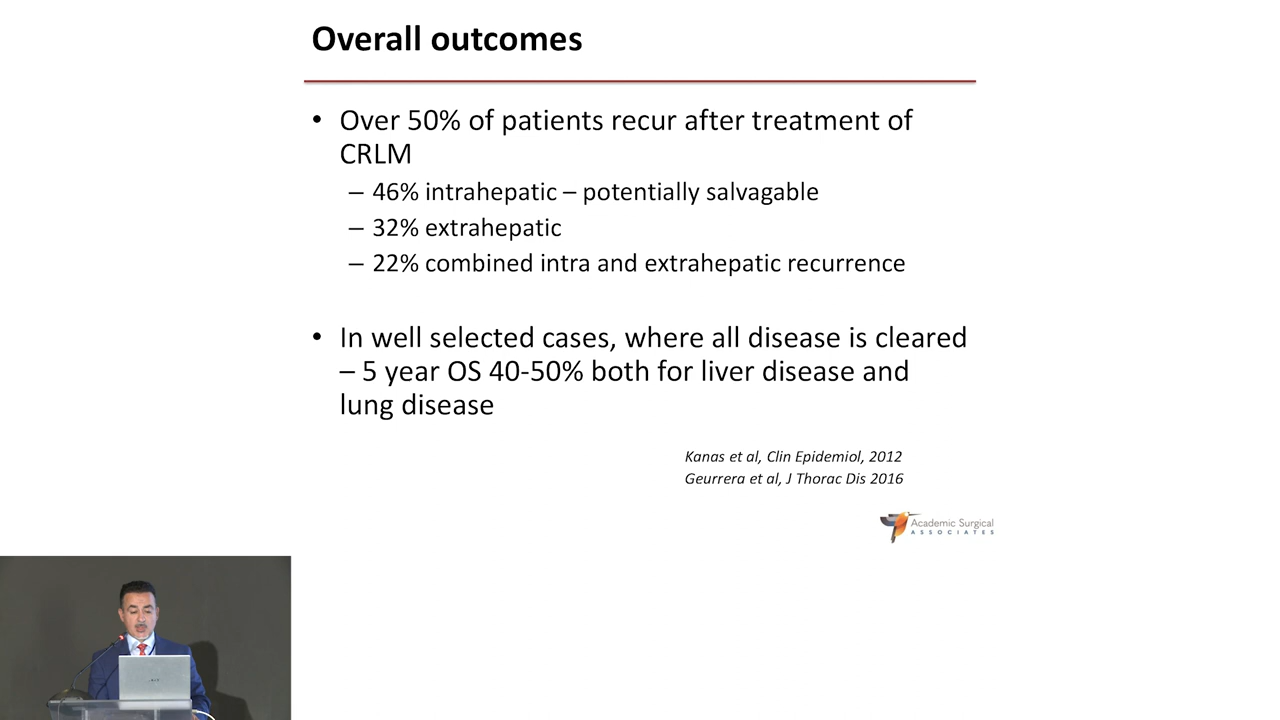 Overall outcomes
• Over 50% of patients recur after treatment of
CRLM
– 46% intrahepatic – potentially salvagable
– 32% extrahepatic
– 22% combined intra and extrahepatic recurrence
• In well selected cases, where all disease is cleared
– 5 year OS 40-50% both for liver disease and
lung disease
Kanas et al, Clin Epidemiol, 2012
Geurrera et al, J Thorac Dis 2016
Academic Surgical
ASSOCIATES